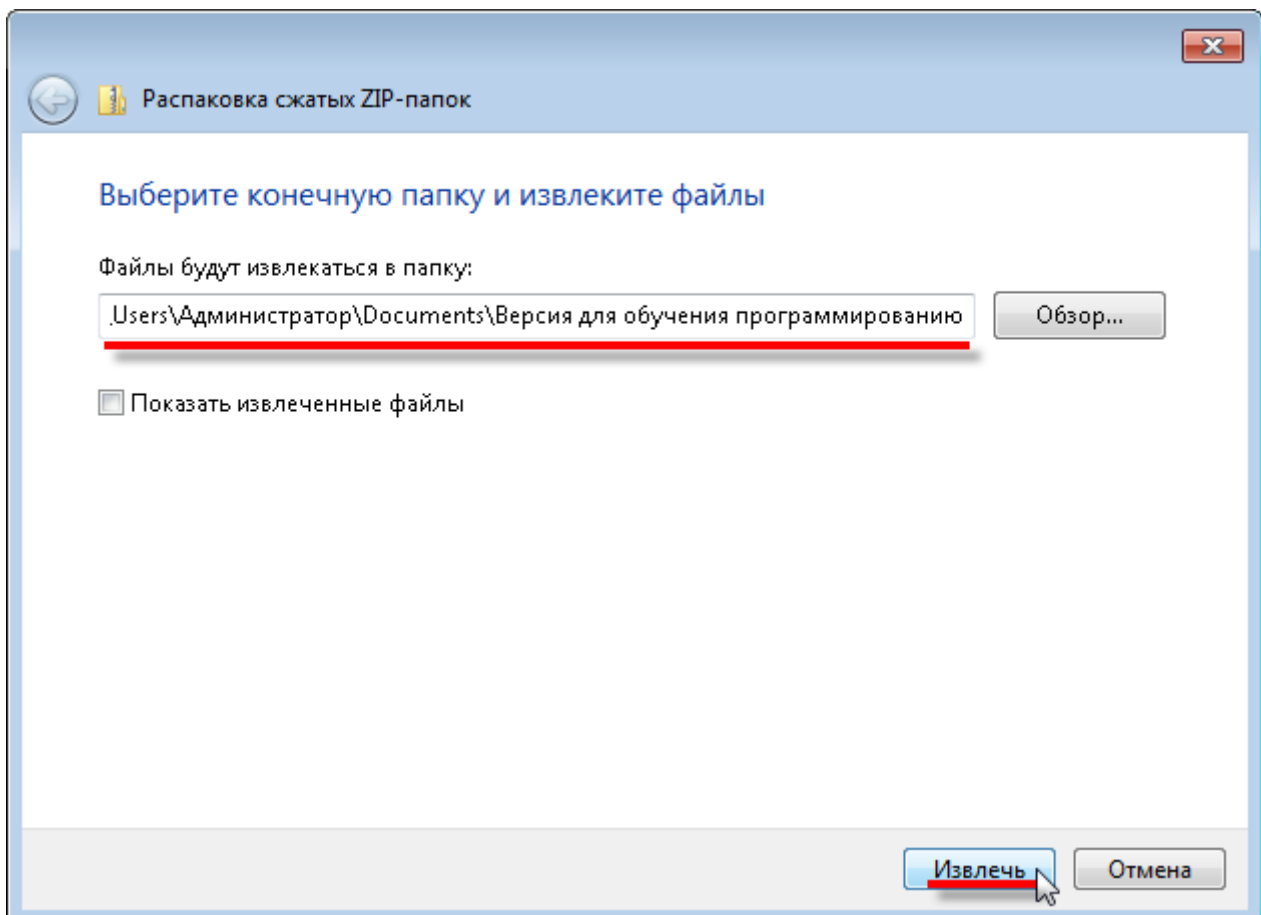 Распаковка сжатых ZIP-папок
Выберите конечную папку и извлеките файлы
Файлы будут извлекаться в папку:
Users\Администратор\Documents\Версия для обучения программированию
Обзор...
Показать извлеченные файлы
Извлечь
Отмена